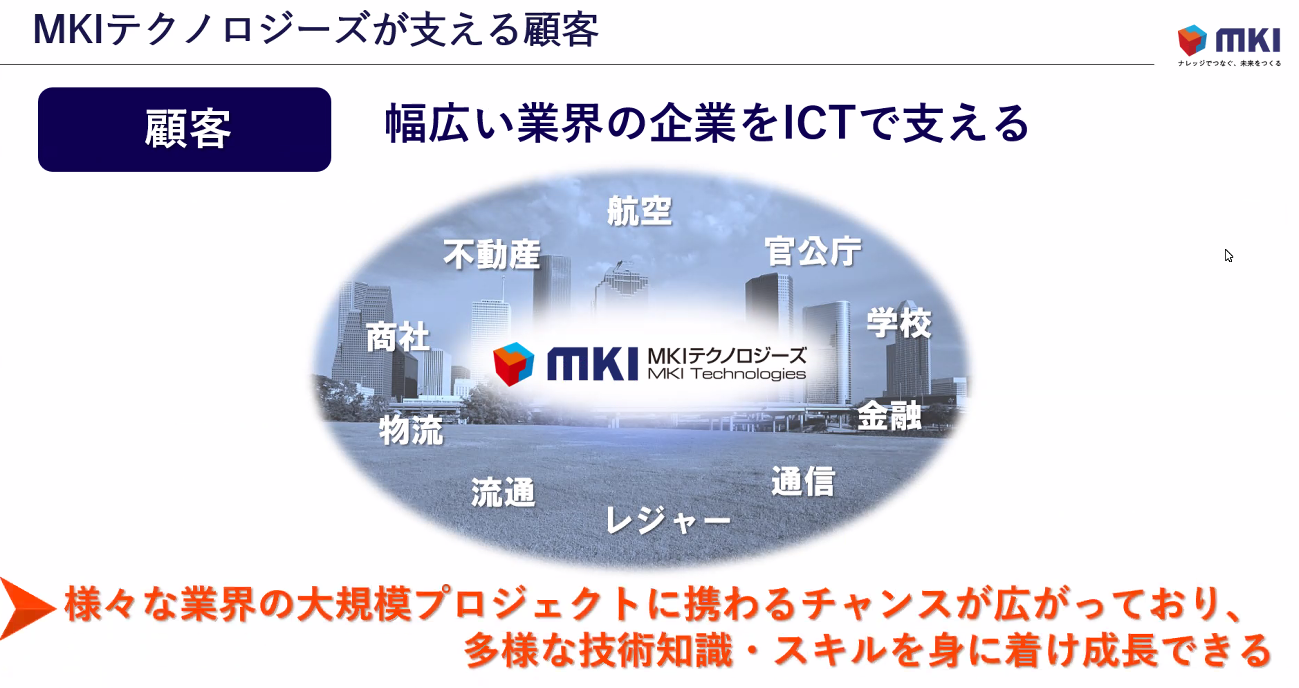 MKIテクノロジーズが支える顧客
MKI
ナレッジでつなぐ、未来をつくる
顧客
幅広い業界の企業をICTで支える
航空
不動産
官公庁
商社
学校
MKI MKIテクノロジーズ
MKI Technologies
物流
金融
流通
通信
レジャー
様々な業界の大規模プロジェクトに携わるチャンスが広がっており、
多様な技術知識・スキルを身に着け成長できる